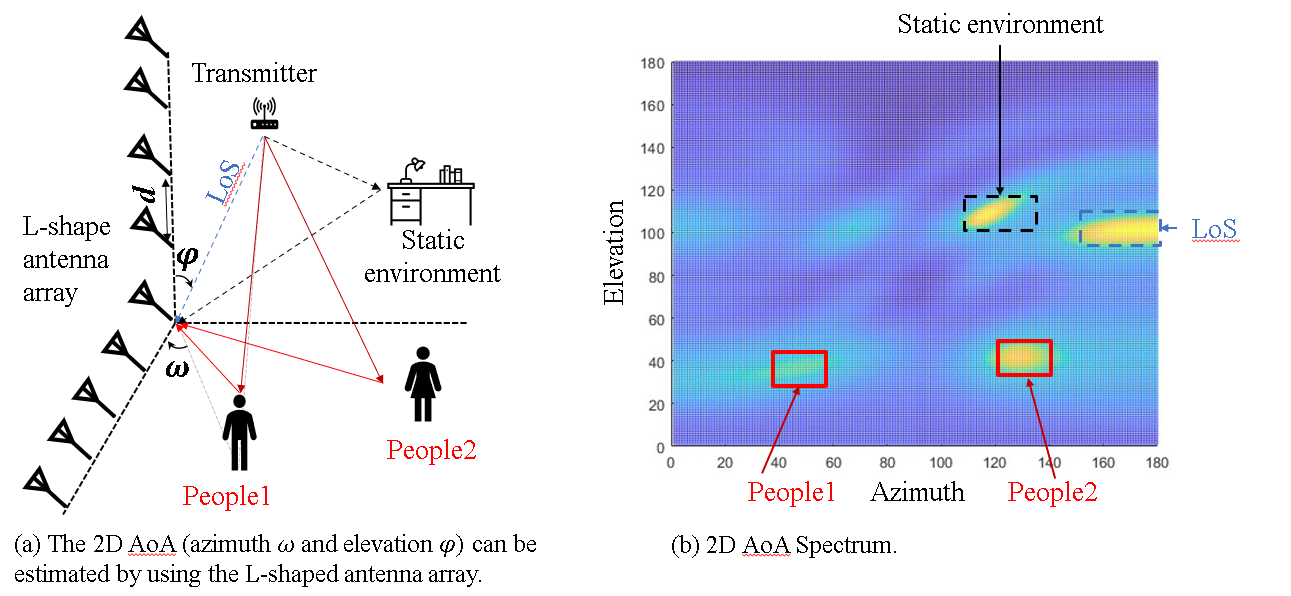 Transmitter
LoS
d
φ
L-shape
antenna
array
Static
environment
ω
People1
People2
(a) The 2D AoA (azimuth ω and elevation φ) can be
estimated by using the L-shaped antenna array.
Static environment
180
160
140
120
100
80
60
40
20
0
Elevation
LoS
0 20 40 60 80 100 120 140 160 180
People1 Azimuth People2
(b) 2D AoA Spectrum.